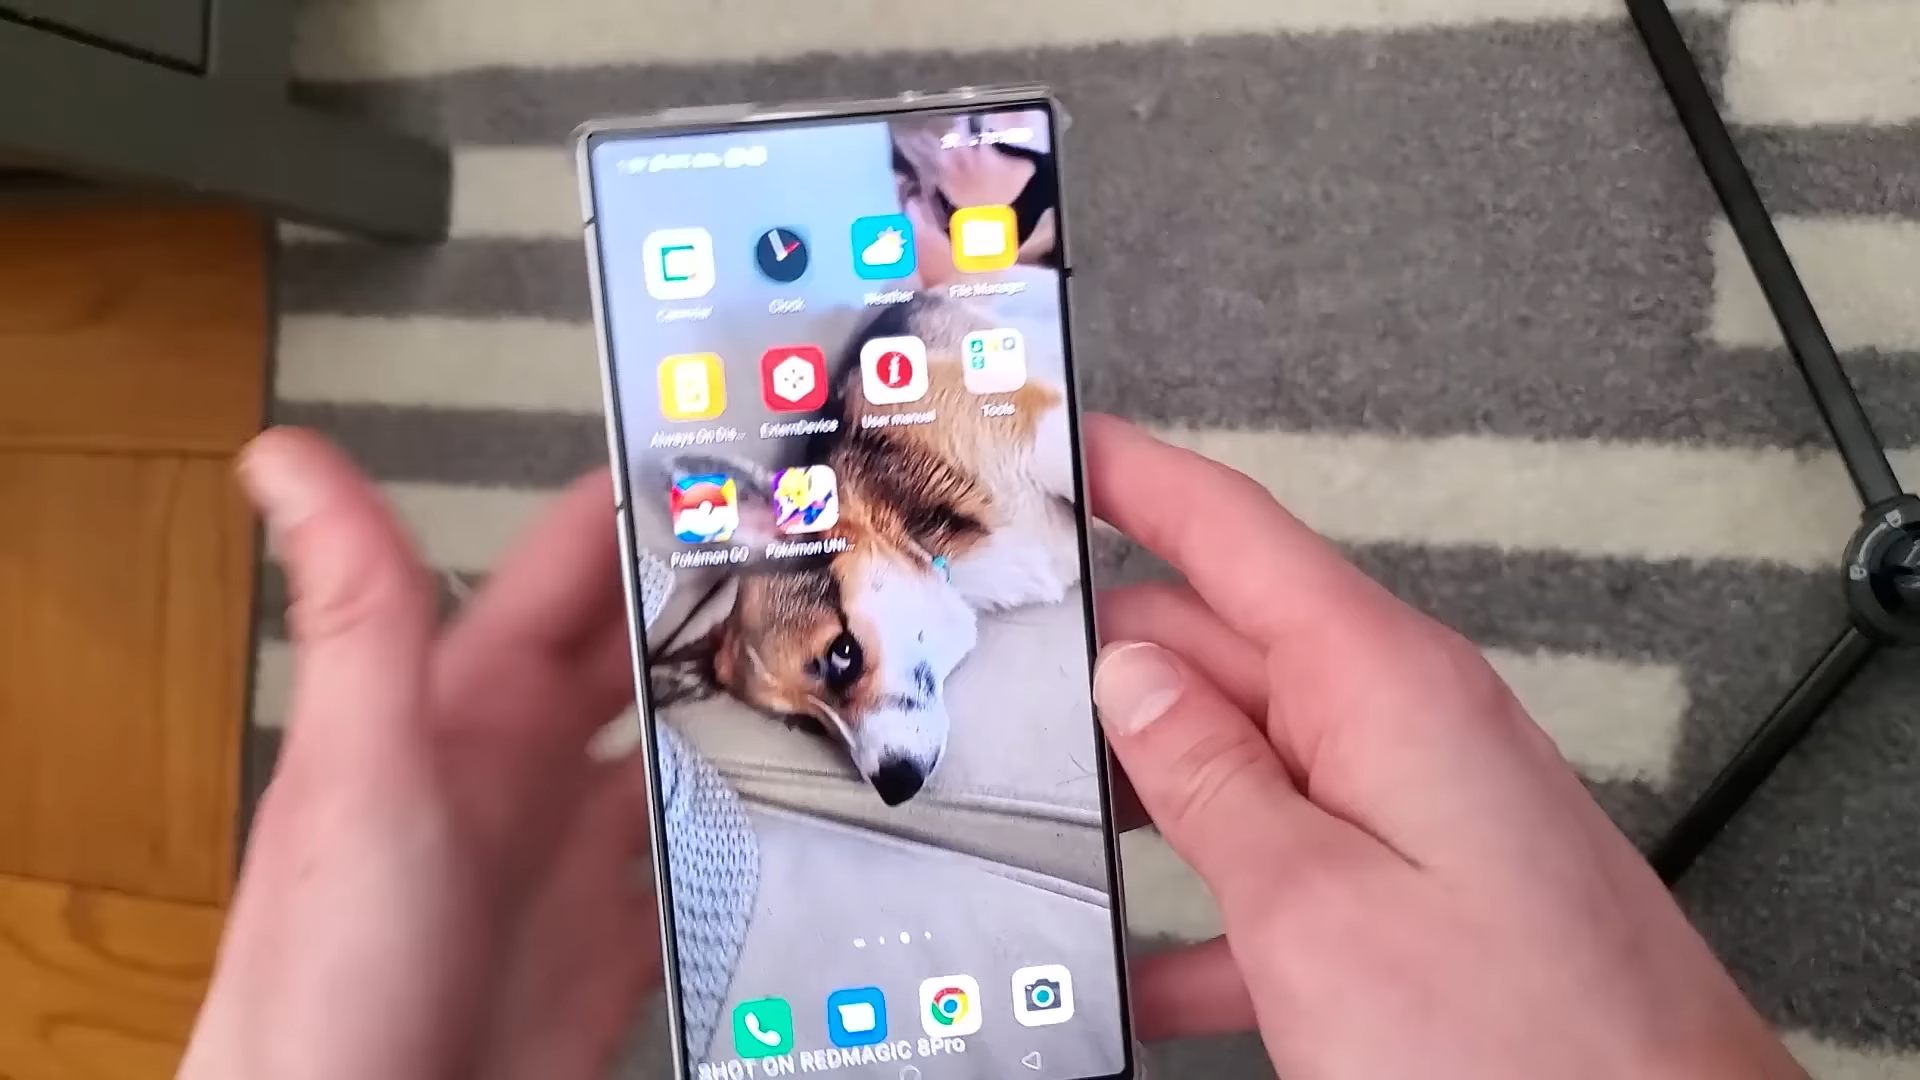 Calendar Clock Weather File Manager
Always On Dis... ExternDevice User manual Tools
Pokémon GO Pokémon UNI...
SHOT ON REDMAGIC 8Pro